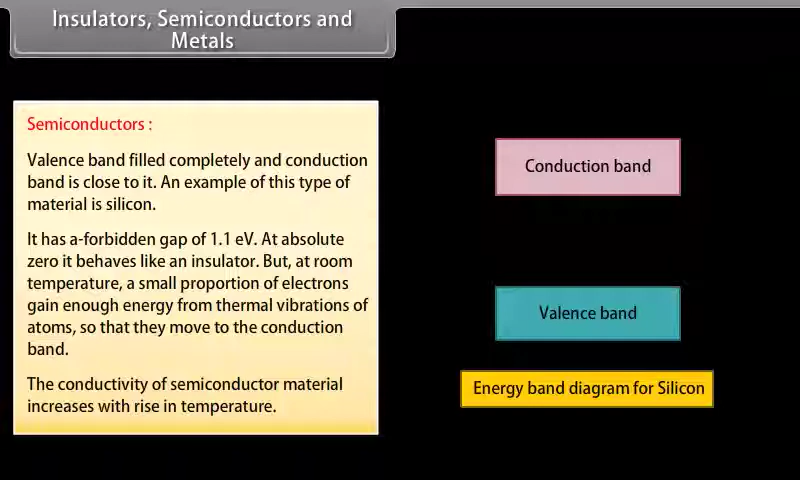 Insulators, Semiconductors and
Metals
Semiconductors :
Valence band filled completely and conduction
band is close to it. An example of this type of
material is silicon.
It has a-forbidden gap of 1.1 eV. At absolute
zero it behaves like an insulator. But, at room
temperature, a small proportion of electrons
gain enough energy from thermal vibrations of
atoms, so that they move to the conduction
band.
The conductivity of semiconductor material
increases with rise in temperature.
Conduction band
Valence band
Energy band diagram for Silicon